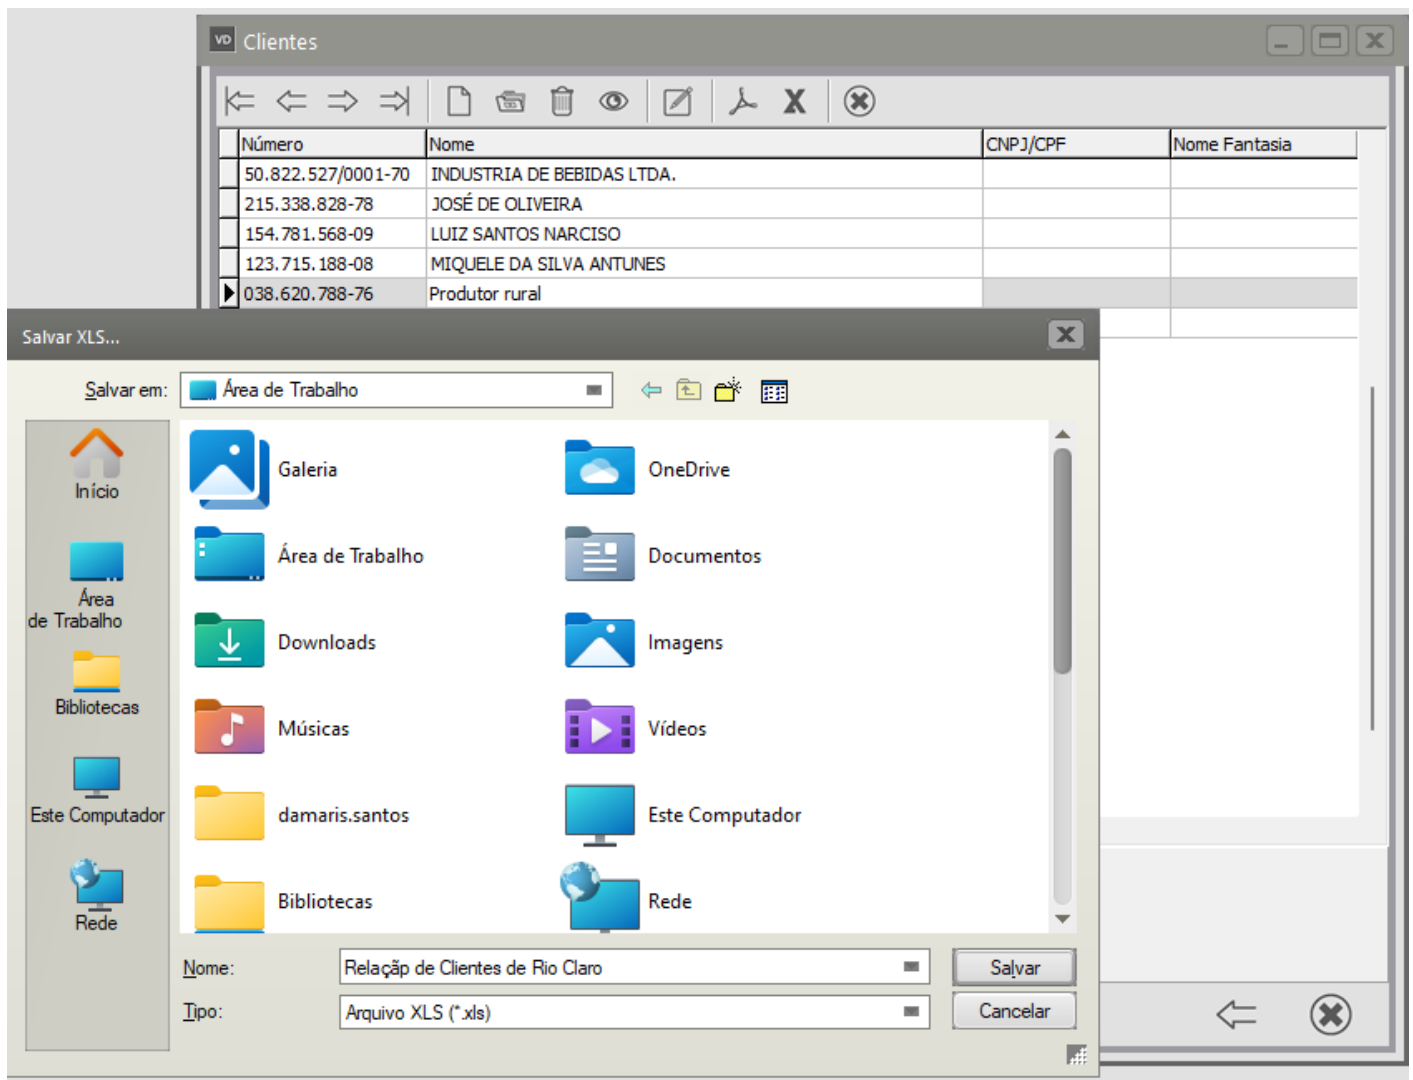 VD Clientes
X
Número Nome CNPJ/CPF Nome Fantasia
50.822.527/0001-70 INDUSTRIA DE BEBIDAS LTDA.
215.338.828-78 JOSÉ DE OLIVEIRA
154.781.568-09 LUIZ SANTOS NARCISO
123.715.188-08 MIQUELE DA SILVA ANTUNES
038.620.788-76 Produtor rural
Salvar XLS...
Salvar em: Área de Trabalho
Início
Área
de Trabalho
Bibliotecas
Este Computador
Rede
Galeria OneDrive
Área de Trabalho Documentos
Downloads Imagens
Músicas Vídeos
damaris.santos Este Computador
Bibliotecas Rede
Nome: Relaçãp de Clientes de Rio Claro Salvar
Tipo: Arquivo XLS (*.xls) Cancelar